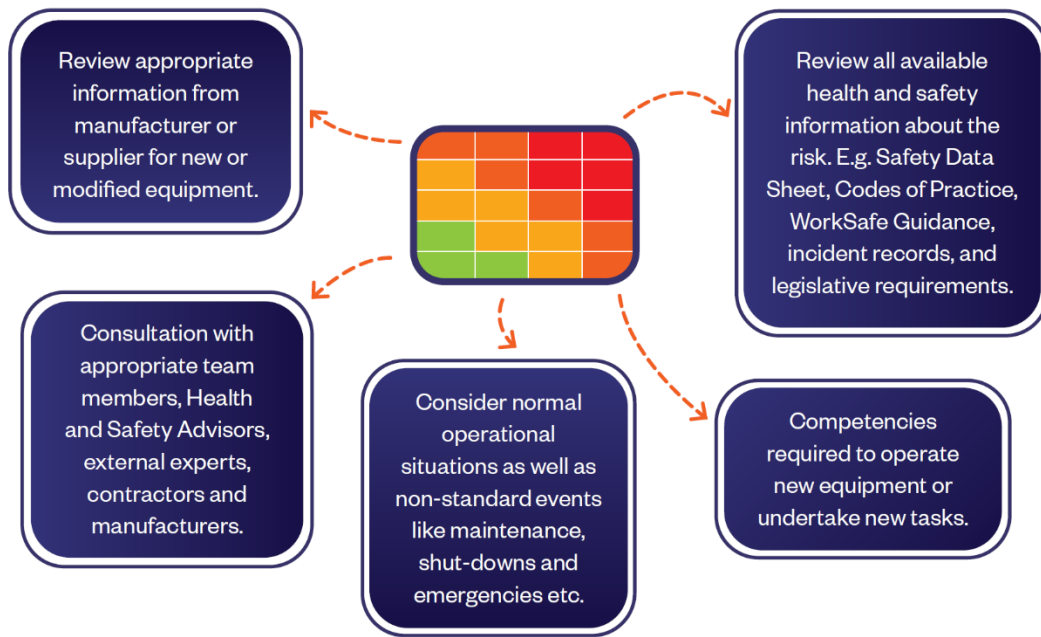 Review appropriate
information from
manufacturer or
supplier for new or
modified equipment.
Review all available
health and safety
information about the
risk. E.g. Safety Data
Sheet, Codes of Practice,
WorkSafe Guidance,
incident records, and
legislative requirements.
Consultation with
appropriate team
members, Health
and Safety Advisors,
external experts,
contractors and
manufacturers.
Consider normal
operational
situations as well as
non-standard events
like maintenance,
shut-downs and
emergencies etc.
Competencies
required to operate
new equipment or
undertake new tasks.